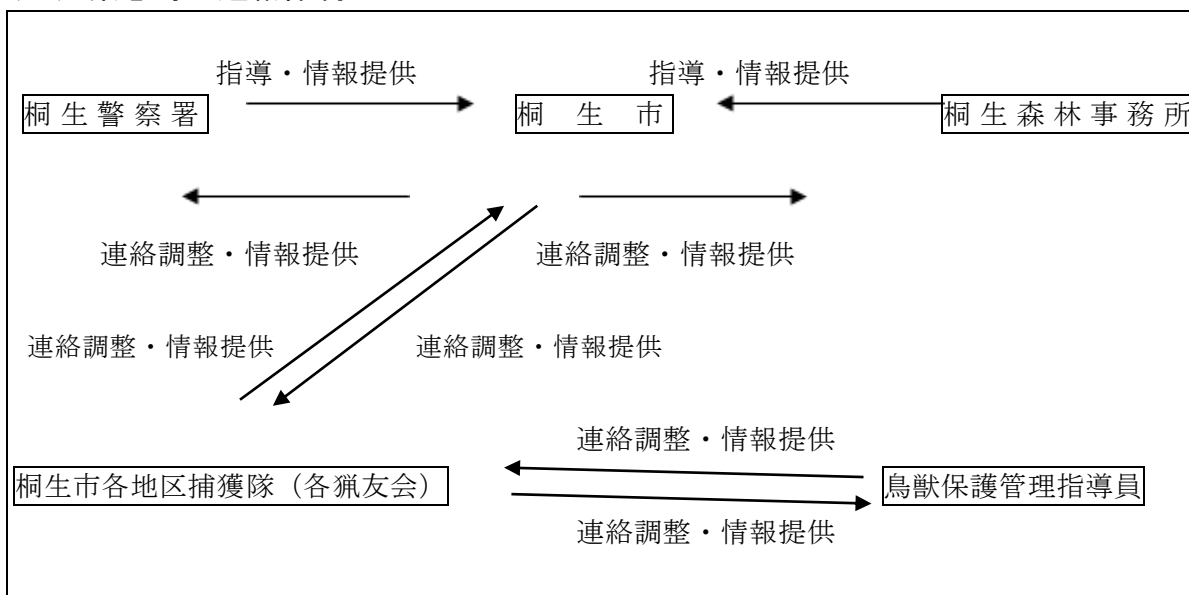 指導・情報提供
指導・情報提供
桐生警察署
桐生市
桐生森林事務所
連絡調整・情報提供
連絡調整・情報提供
連絡調整・情報提供
連絡調整・情報提供
連絡調整・情報提供
桐生市各地区捕獲隊（各猟友会）
鳥獣保護管理指導員
連絡調整・情報提供